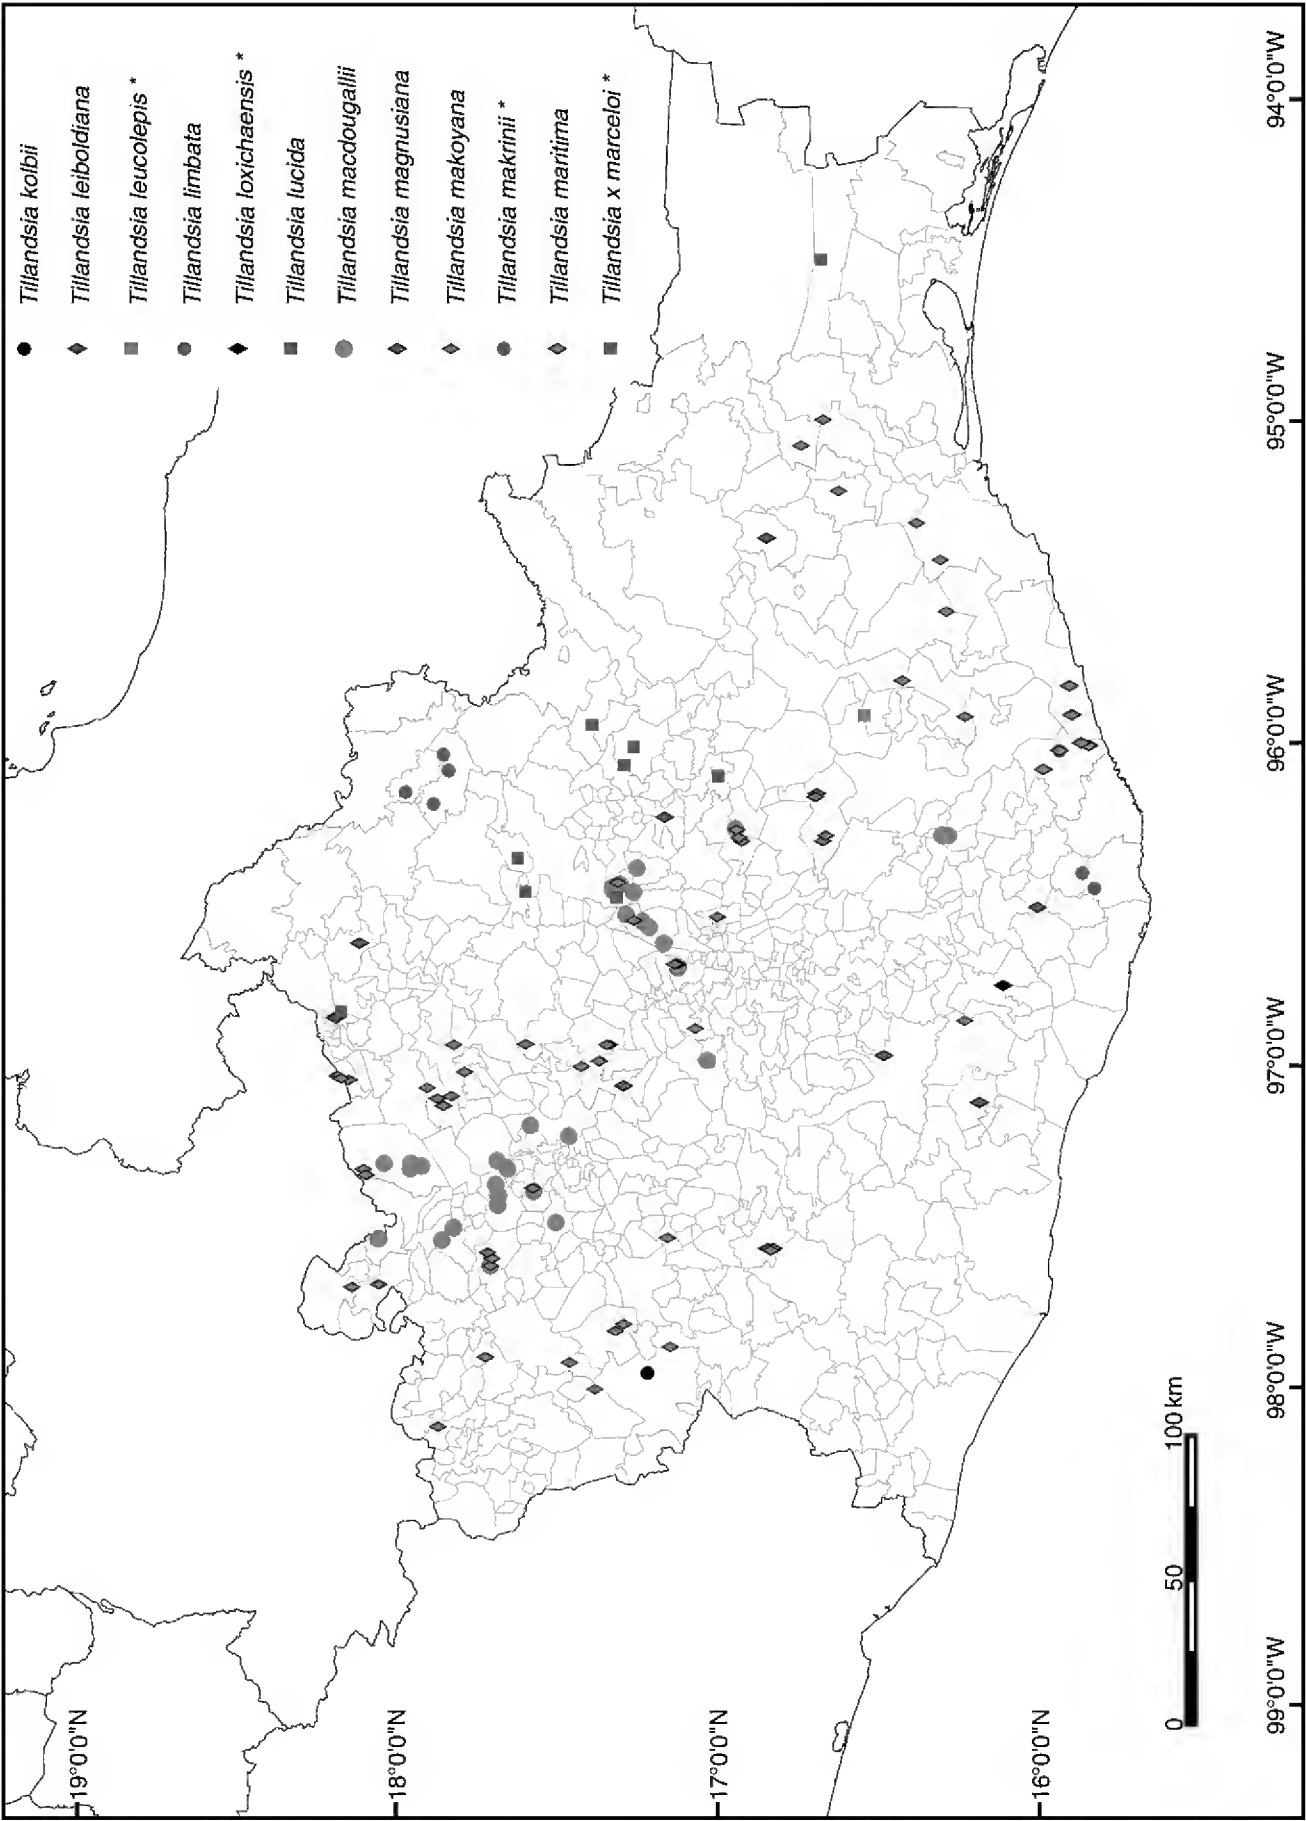 Tillandsia kolbii
Tillandsia leiboldiana
Tillandsia leucolepis *
Tillandsia limbata
Tillandsia loxichaensis *
Tillandsia lucida
Tillandsia macdougallii
Tillandsia magnusiana
Tillandsia makoyana
Tillandsia makrinii *
Tillandsia maritima
Tillandsia x marceloi *
19°0'0"N
18°0'0"N
17°0'0"N
16°0'0"N
0 50 100 km
99°0'0"W 98°0'0"W 97°0'0"W 96°0'0"W 95°0'0"W 94°0'0"W